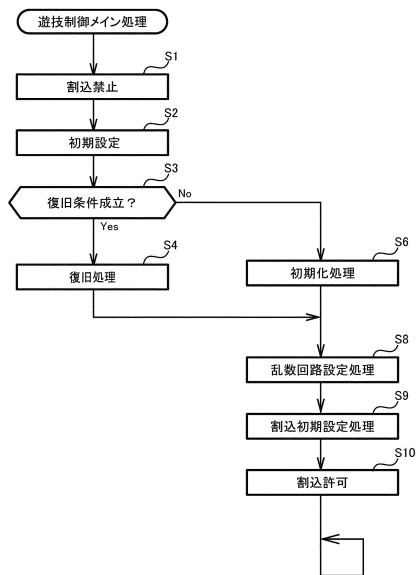 遊技制御メイン処理
S1
割込禁止
S2
初期設定
S3
復旧条件成立？
No
Yes
S4
復旧処理
S6
初期化処理
S8
乱数回路設定処理
S9
割込初期設定処理
S10
割込許可